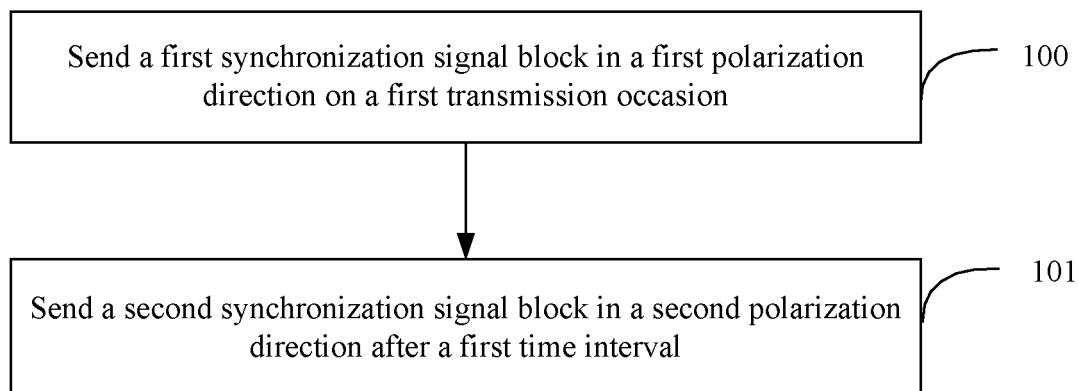 Send a first synchronization signal block in a first polarization
direction on a first transmission occasion
100
Send a second synchronization signal block in a second polarization
direction after a first time interval
101